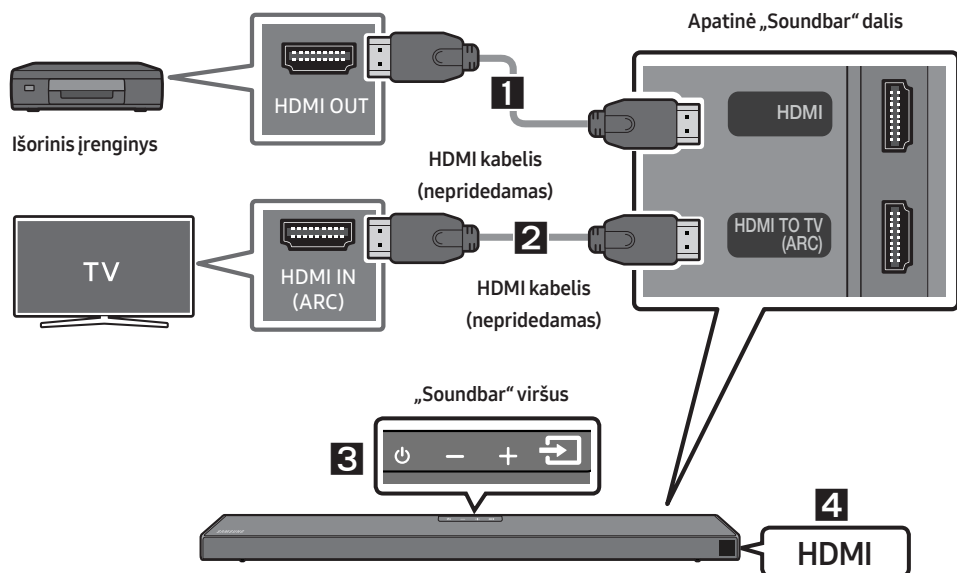 Apatinė „Soundbar“ dalis
HDMI OUT
1
HDMI
Išorinis įrenginys
HDMI kabelis
(nepridedamas)
TV
HDMI IN
(ARC)
2
HDMI TO TV
(ARC)
HDMI kabelis
(nepridedamas)
„Soundbar“ viršus
3
− +
SAMSUNG
4
HDMI